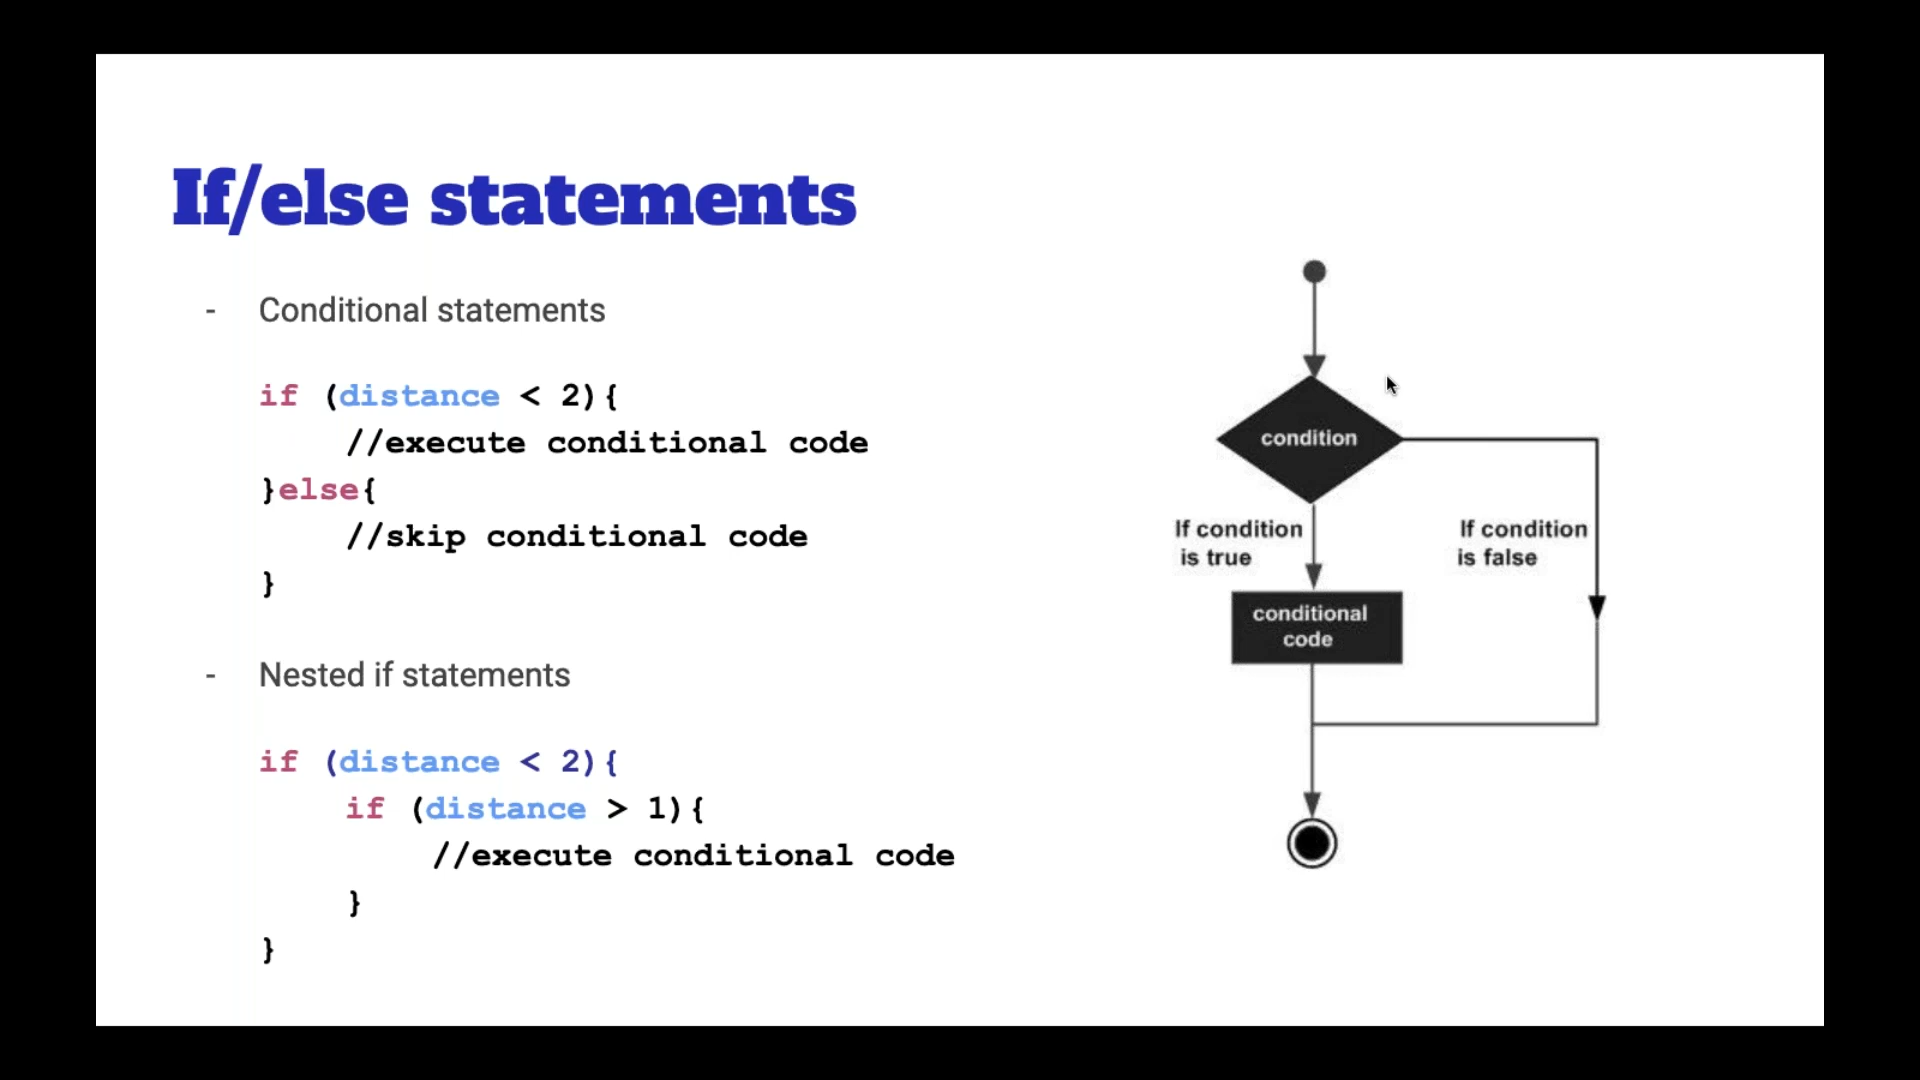 If/else statements
- Conditional statements
if (distance < 2){
//execute conditional code
}else{
//skip conditional code
}
- Nested if statements
if (distance < 2){
if (distance > 1){
//execute conditional code
}
}
condition
If condition
is true
If condition
is false
conditional
code